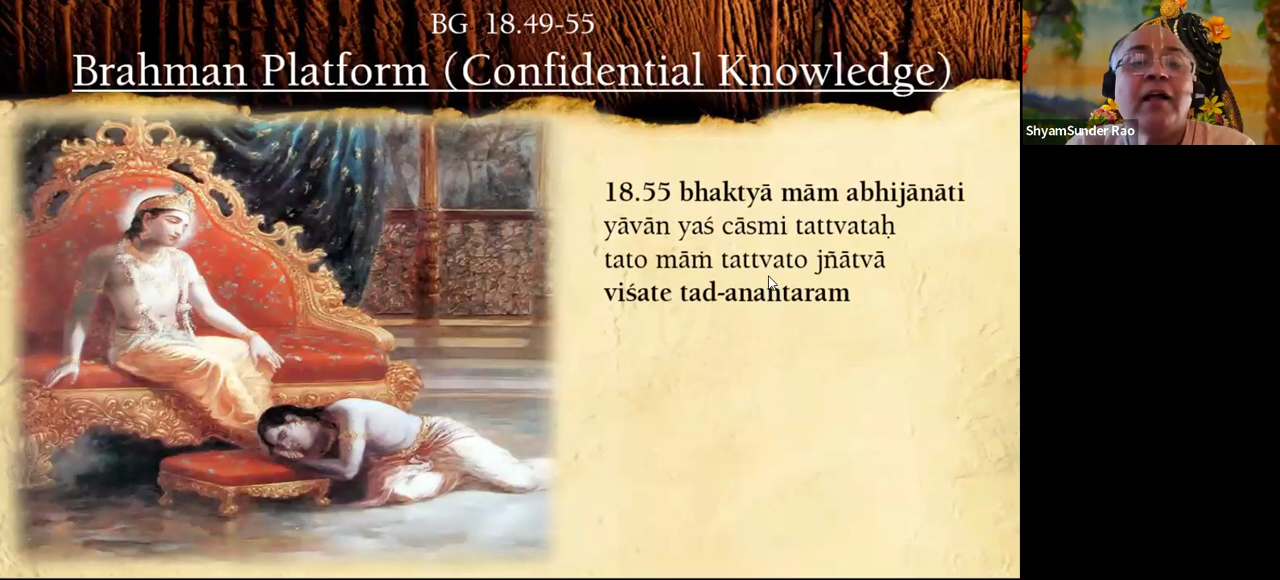 BG  18.49-55
Brahman Platform (Confidential Knowledge)
18.55 bhaktyā mām abhijānāti
yāvān yaś cāsmi tattvataḥ
tato māṁ tattvato jñātvā
viśate tad-anantaram
ShyamSunder Rao